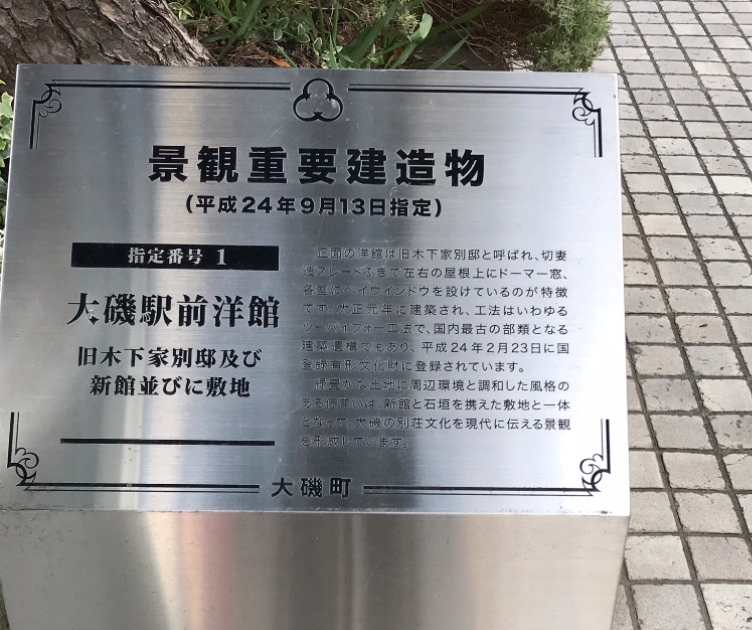 景観重要建造物
（平成24年9月13日指定）
指定番号 1
大磯駅前洋館
旧木下家別邸及び
新館並びに敷地
正面の洋館は旧木下家別邸と呼ばれ、切妻
造スレートふきで左右の屋根上にドーマー窓、
各室にベイウインドウを設けているのが特徴
です。大正元年に建築され、工法はいわゆる
ツーバイフォー工法で、国内最古の部類となる
建築遺構でもあり、平成24年2月23日に国
登録有形文化財に登録されています。
緑豊かな土地に周辺環境と調和した風格の
ある佇まいは、新館と石垣を携えた敷地と一体
となって、大磯の別荘文化を現代に伝える景観
を形成しています。
大磯町